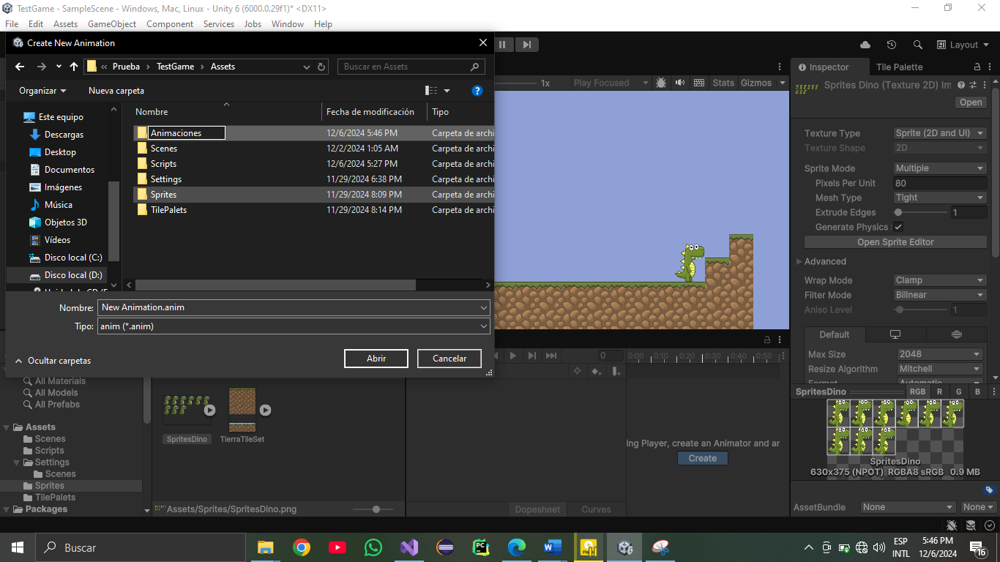 TestGame - SampleScene - Windows, Mac, Linux - Unity 6 (6000.0.29f1)* <DX11>
File Edit Assets GameObject Component Services Jobs Window Help
Create New Animation
Layout
« Prueba › TestGame › Assets
Buscar en Assets
Inspector Tile Palette
Organizar Nueva carpeta
1x Play Focused Stats Gizmos
Sprites Dino (Texture 2D) Im
Open
Nombre Fecha de modificación Tipo
Este equipo
Descargas
Desktop
Documentos
Imágenes
Música
Objetos 3D
Vídeos
Disco local (C:)
Disco local (D:)
Animaciones 12/6/2024 5:46 PM Carpeta de archi
Scenes 12/2/2024 1:05 AM Carpeta de archi
Scripts 12/6/2024 5:27 PM Carpeta de archi
Settings 11/29/2024 6:38 PM Carpeta de archi
Sprites 11/29/2024 8:09 PM Carpeta de archi
TilePalets 11/29/2024 8:14 PM Carpeta de archi
Nombre: New Animation.anim
Tipo: anim (*.anim)
Ocultar carpetas
Abrir Cancelar
Texture Type Sprite (2D and UI)
Texture Shape 2D
Sprite Mode Multiple
Pixels Per Unit 80
Mesh Type Tight
Extrude Edges 1
Generate Physics
Open Sprite Editor
Advanced
Wrap Mode Clamp
Filter Mode Bilinear
Aniso Level 1
Default
Max Size 2048
Resize Algorithm Mitchell
Format Automatic
0 0:00 0:10 0:20 0:30 0:40 0:50
All Materials
All Models
All Prefabs
Assets
Scenes
Scripts
Settings
Scenes
Sprites
TilePalets
Packages
SpritesDino TierraTileSet
Assets/Sprites/SpritesDino.png
ing Player, create an Animator and ar
Create
Dopesheet Curves
SpritesDino RGB R G B
SpritesDino
630x375 (NPOT) RGBA8 sRGB 0.9 MB
AssetBundle None None
Buscar
ESP
INTL
5:46 PM
12/6/2024
16